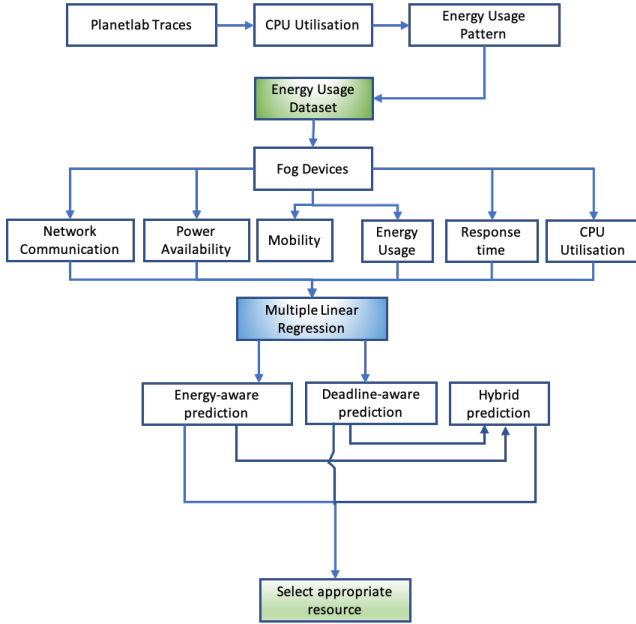 Planetlab Traces
CPU Utilisation
Energy Usage
Pattern
Energy Usage
Dataset
Fog Devices
Network
Communication
Power
Availability
Mobility
Energy
Usage
Response
time
CPU
Utilisation
Multiple Linear
Regression
Energy-aware
prediction
Deadline-aware
prediction
Hybrid
prediction
Select appropriate
resource